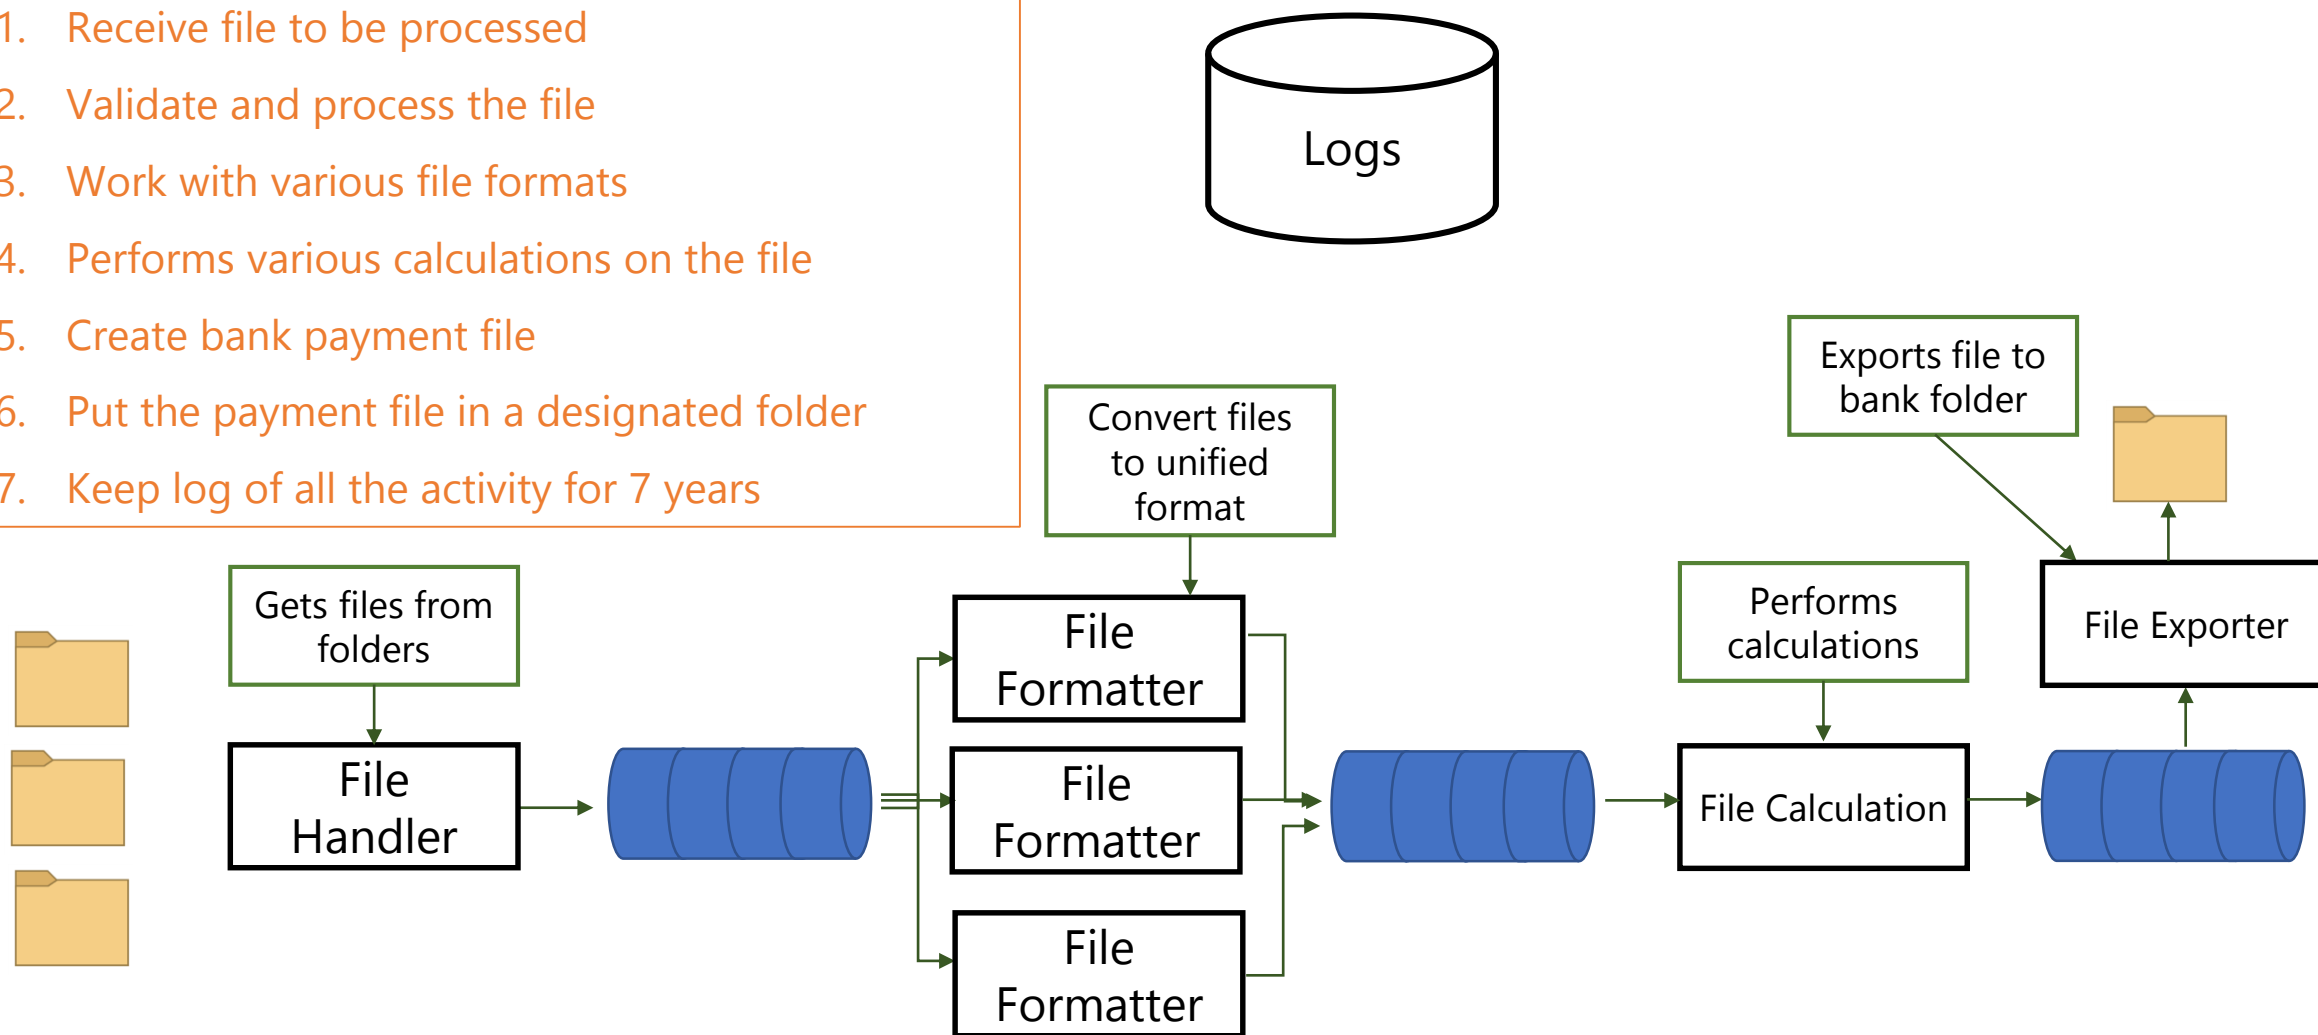 1. Receive file to be processed
2. Validate and process the file
3. Work with various file formats
4. Performs various calculations on the file
5. Create bank payment file
6. Put the payment file in a designated folder
7. Keep log of all the activity for 7 years
Logs
Exports file to
bank folder
Convert files
to unified
format
Gets files from
folders
Performs
calculations
File Exporter
File
Formatter
File
Handler
File
Formatter
File Calculation
File
Formatter